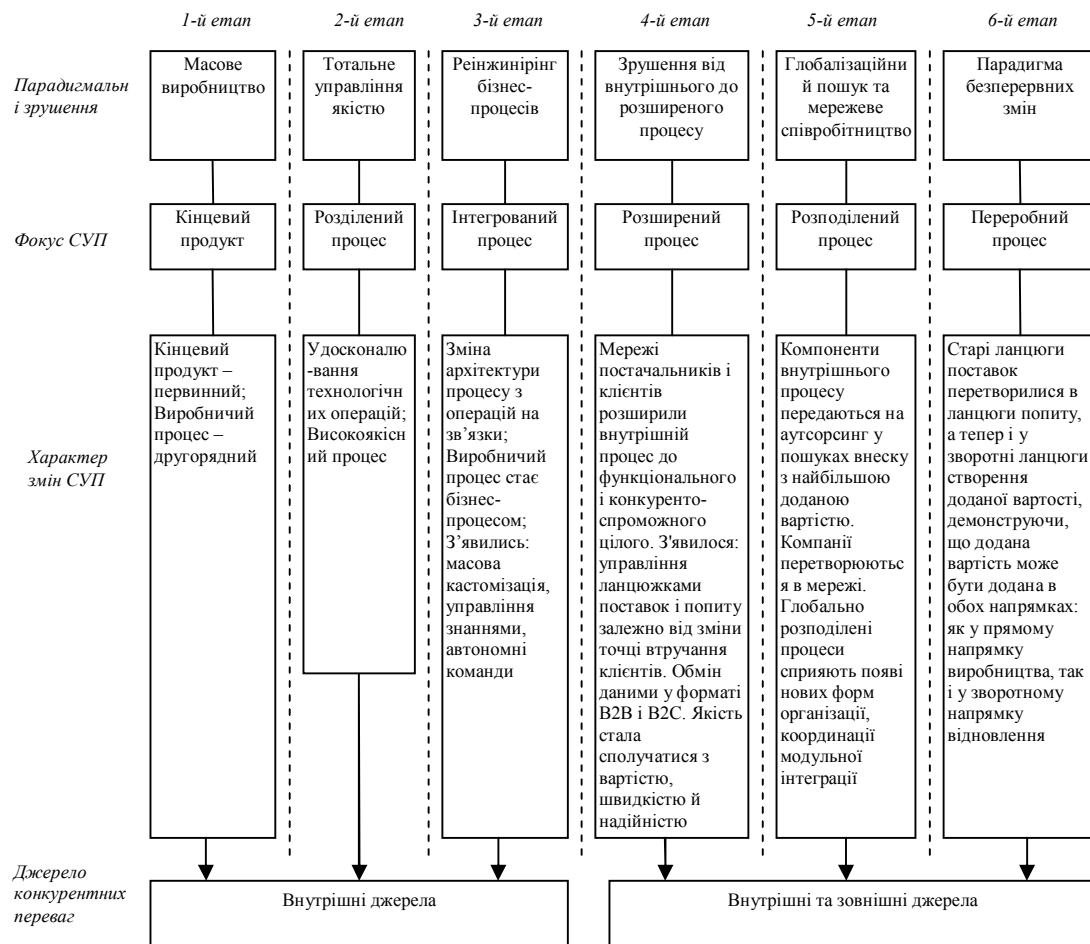 1-й етап
2-й етап
3-й етап
4-й етап
5-й етап
6-й етап
Парадигмальн
і зрушення
Масове
виробництво
Тотальне
управління
якістю
Реінжинірінг
бізнес-
процесів
Зрушення від
внутрішнього до
розширеного
процесу
Глобалізаційни
й пошук та
мережеве
співробітництво
Парадигма
безперервних
змін
Фокус СУП
Кінцевий
продукт
Розділений
процес
Інтегрований
процес
Розширений
процес
Розподілений
процес
Переробний
процес
Характер
змін СУП
Кінцевий
продукт –
первинний;
Виробничий
процес –
другорядний
Удосконалю
-вання
технологічн
их операцій;
Високоякісн
ий процес
Зміна
архітектури
процесу з
операцій на
зв’язки;
Виробничий
процес стає
бізнес-
процесом;
З’явились:
масова
кастомізація,
управління
знаннями,
автономні
команди
Мережі
постачальників і
клієнтів
розширили
внутрішній
процес до
функціонального
і конкуренто-
спроможного
цілого. З'явилося:
управління
ланцюжками
поставок і попиту
залежно від зміни
точці втручання
клієнтів. Обмін
даними у форматі
B2B і B2C. Якість
стала
сполучатися з
вартістю,
швидкістю й
надійністю
Компоненти
внутрішнього
процесу
передаються на
аутсорсинг у
пошуках внеску
з найбільшою
доданою
вартістю.
Компанії
перетворюютьс
я в мережі.
Глобально
розподілені
процеси
сприяють появі
нових форм
організації,
координації
модульної
інтеграції
Старі ланцюги
поставок
перетворилися в
ланцюги попиту,
а тепер і у
зворотні ланцюги
створення
доданої вартості,
демонструючи,
що додана
вартість може
бути додана в
обох напрямках:
як у прямому
напрямку
виробництва, так
і у зворотному
напрямку
відновлення
Джерело
конкурентних
переваг
Внутрішні джерела
Внутрішні та зовнішні джерела